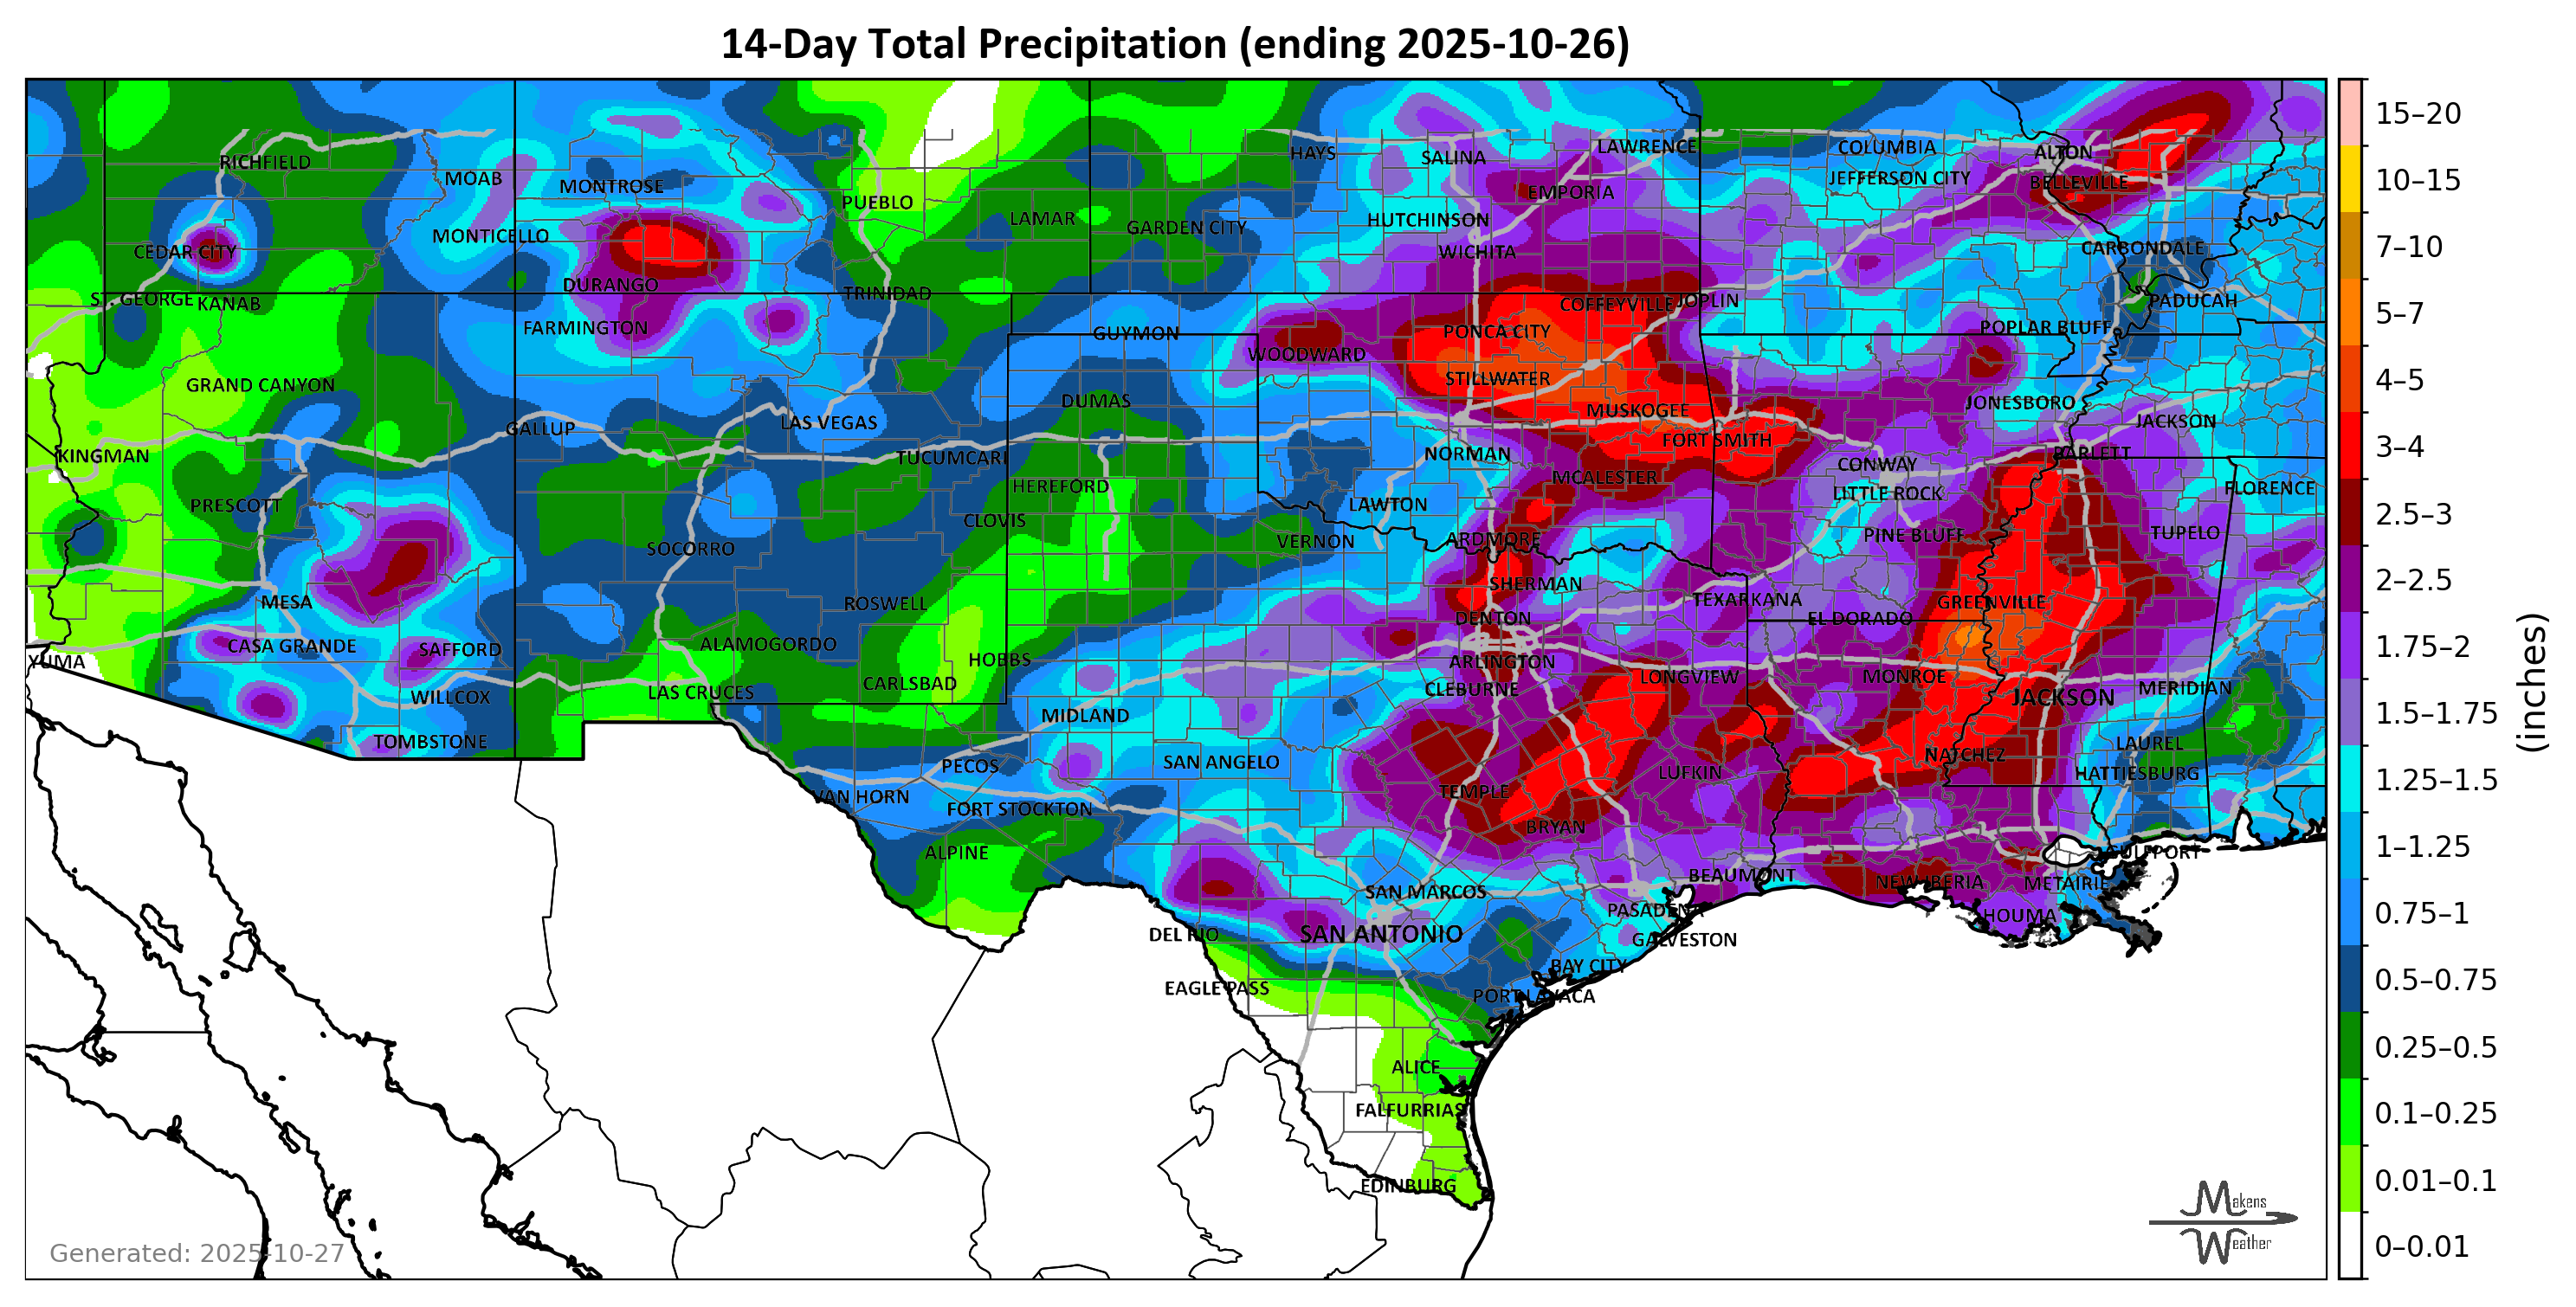 14-Day Total Precipitation (ending 2025-10-26)
HAYS
SALINA
LAWRENCE
COLUMBIA
ALTON
RICHFIELD
MOAB
MONTROSE
EMPORIA
JEFFERSON CITY
BELLEVILLE
PUEBLO
LAMAR
GARDEN CITY
HUTCHINSON
MONTICELLO
CEDAR CITY
WICHITA
CARBONDALE
DURANGO
TRINIDAD
ST. GEORGE
KANAB
COFFEYVILLE
JOPLIN
PADUCAH
FARMINGTON
GUYMON
PONCA CITY
POPLAR BLUFF
WOODWARD
GRAND CANYON
STILLWATER
DUMAS
MUSKOGEE
JONESBORO
GALLUP
LAS VEGAS
JACKSON
FORT SMITH
KINGMAN
TUCUMCARI
NORMAN
CONWAY
BARLETT
HEREFORD
MCALESTER
LITTLE ROCK
FLORENCE
PRESCOTT
LAWTON
CLOVIS
PINE BLUFF
TUPELO
SOCORRO
VERNON
ARDMORE
SHERMAN
MESA
ROSWELL
TEXARKANA
GREENVILLE
DENTON
EL DORADO
CASA GRANDE
SAFFORD
ALAMOGORDO
HOBBS
ARLINGTON
YUMA
CARLSBAD
CLEBURNE
LONGVIEW
MONROE
MERIDIAN
WILLCOX
LAS CRUCES
JACKSON
MIDLAND
TOMBSTONE
LAUREL
PECOS
SAN ANGELO
NATCHEZ
LUFKIN
HATTIESBURG
VAN HORN
FORT STOCKTON
TEMPLE
BRYAN
ALPINE
GULFPORT
BEAUMONT
SAN MARCOS
NEW IBERIA
METAIRIE
PASADENA
HOUMA
DEL RIO
SAN ANTONIO
GALVESTON
BAY CITY
EAGLE PASS
PORT LAVACA
ALICE
FALFURRIAS
EDINBURG
Generated: 2025-10-27
Makens
Weather
15–20
10–15
7–10
5–7
4–5
3–4
2.5–3
2–2.5
1.75–2
1.5–1.75
1.25–1.5
1–1.25
0.75–1
0.5–0.75
0.25–0.5
0.1–0.25
0.01–0.1
0–0.01
(inches)